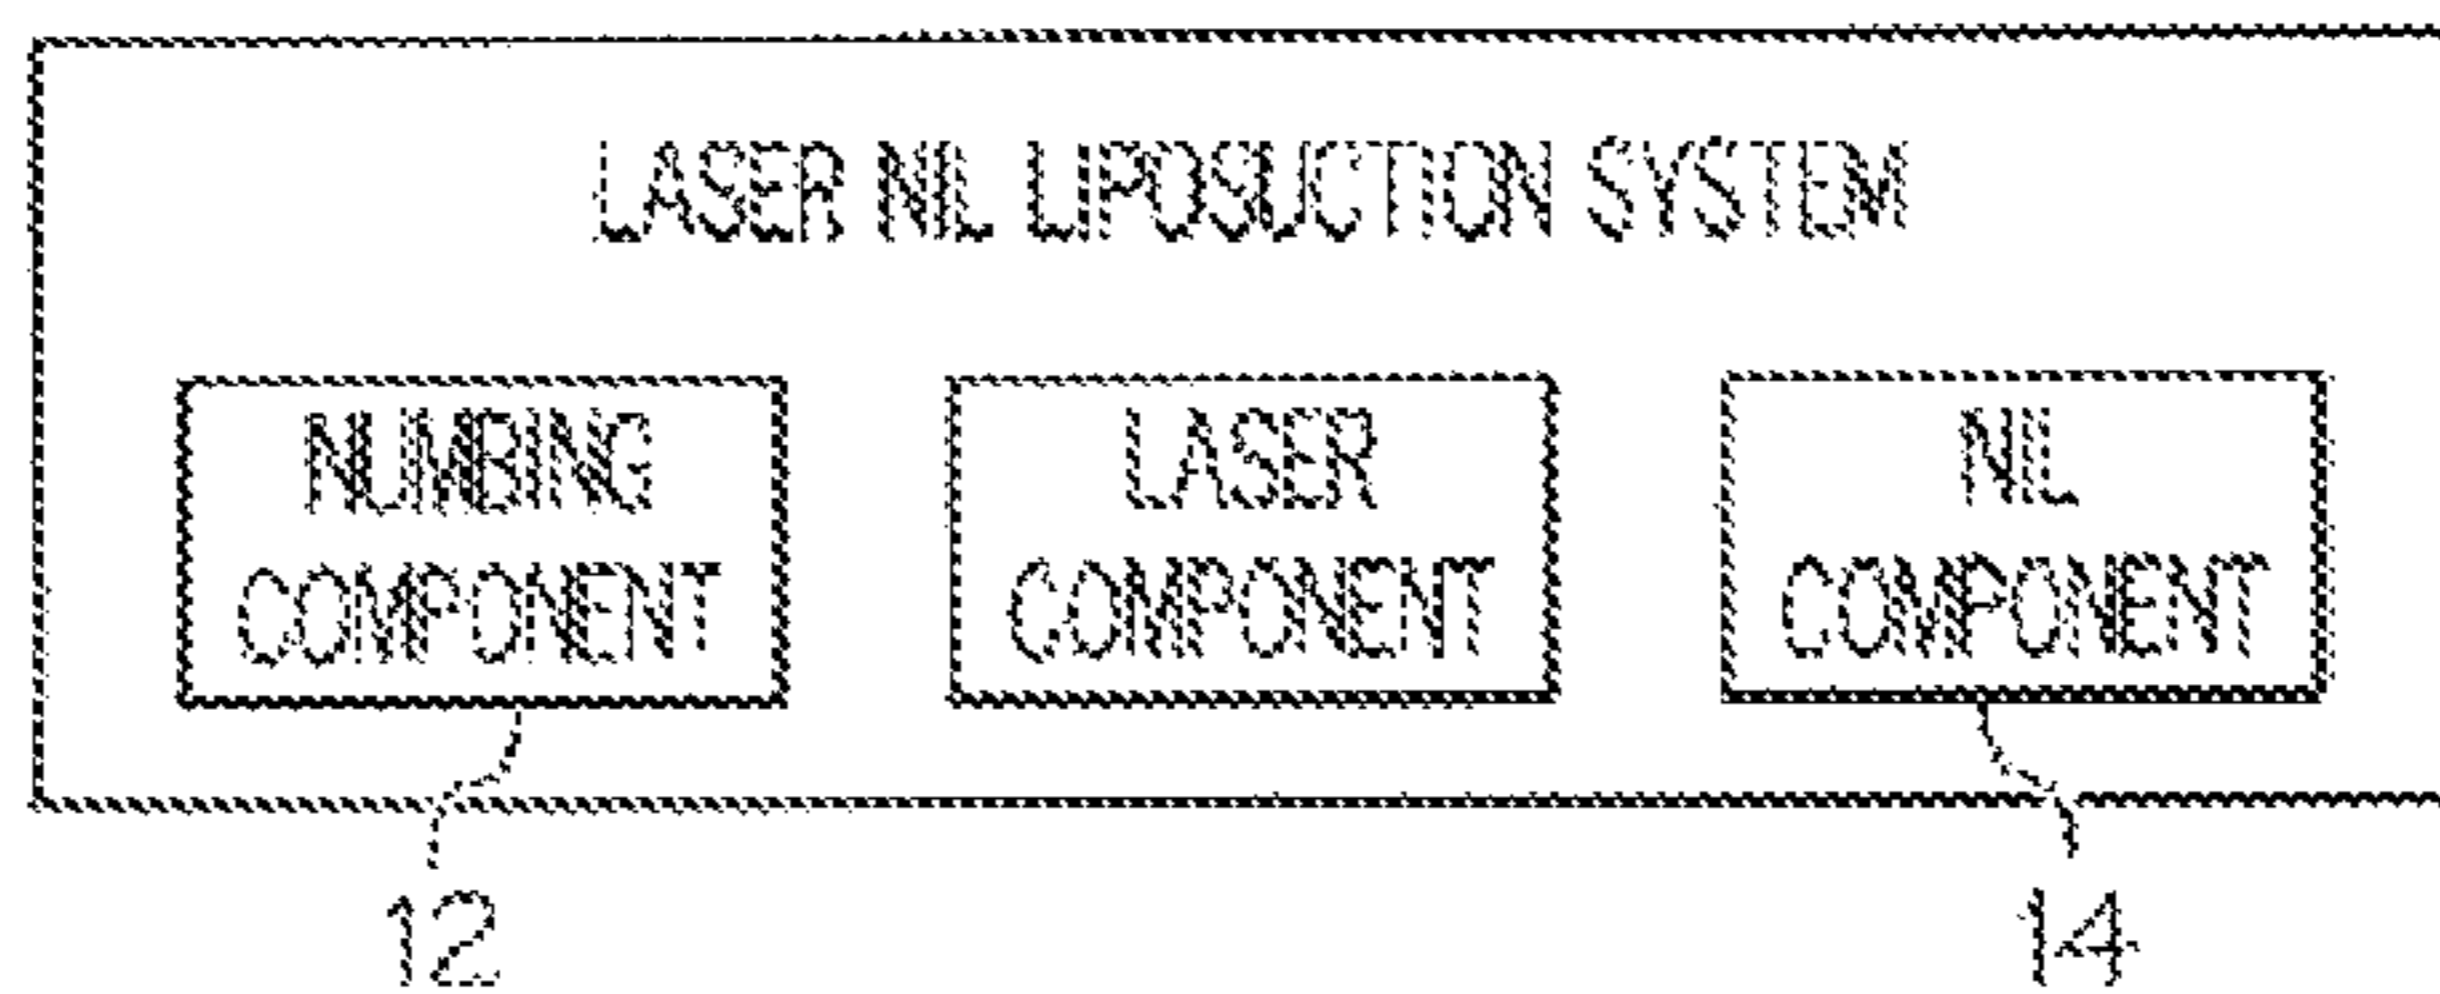 LASER NIL LIPOSUCTION SYSTEM
NUMBING
COMPONENT
LASER
COMPONENT
NIL
COMPONENT
12
14